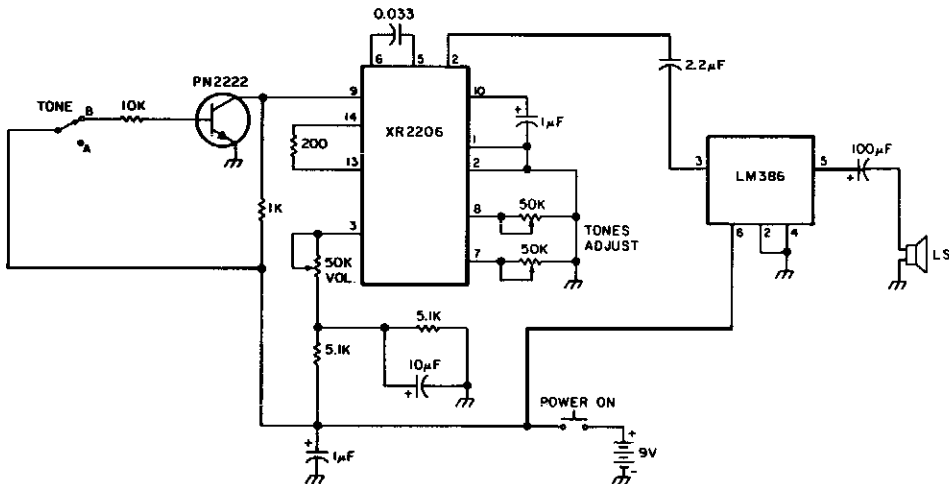 0.033
6
5
2
2.2µF
PN2222
TONE
B
10K
A
9
10
XR2206
+
1µF
14
200
13
1
2
1K
3
8
50K
7
50K
TONES
ADJUST
50K
VOL.
3
LM386
5
100µF
+
6
2
4
LS
5.1K
5.1K
10µF
+
POWER ON
+
1µF
+
9V
-